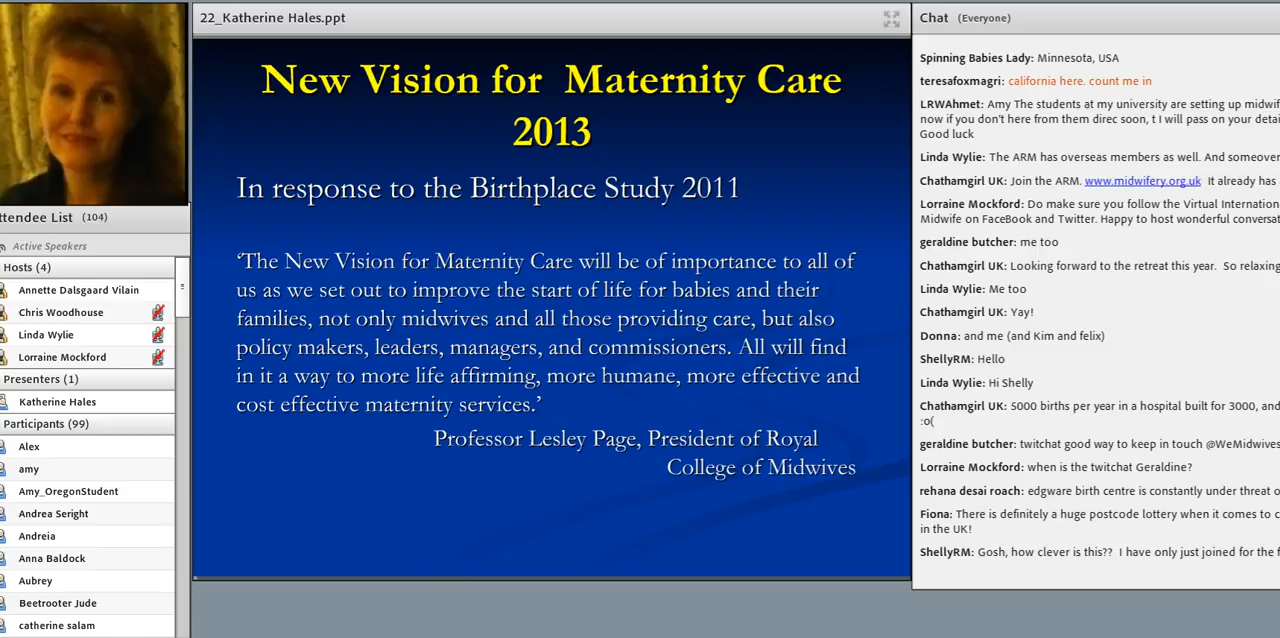 22_Katherine Hales.ppt
New Vision for Maternity Care
2013
In response to the Birthplace Study 2011
‘The New Vision for Maternity Care will be of importance to all of
us as we set out to improve the start of life for babies and their
families, not only midwives and all those providing care, but also
policy makers, leaders, managers, and commissioners. All will find
in it a way to more life affirming, more humane, more effective and
cost effective maternity services.’
Professor Lesley Page, President of Royal
College of Midwives
List (104)
Active Speakers
Hosts (4)
Annette Dalsgaard Vilain
Chris Woodhouse
Linda Wylie
Lorraine Mockford
Presenters (1)
Katherine Hales
Participants (99)
Alex
amy
Amy_OregonStudent
Andrea Seright
Andreia
Anna Baldock
Aubrey
Beetrooter Jude
catherine salam
Chat (Everyone)
Spinning Babies Lady: Minnesota, USA
teresafoxmagri: california here. count me in
LRWAhmet: Amy The students at my university are setting up
now if you don't here from them direc soon, t I will pass on your
Good luck
Linda Wylie: The ARM has overseas members as well. And
Chathamgirl UK: Join the ARM. www.midwifery.org.uk It already has
Lorraine Mockford: Do make sure you follow the Virtual
Midwife on FaceBook and Twitter. Happy to host wonderful
geraldine butcher: me too
Chathamgirl UK: Looking forward to the retreat this year. So
Linda Wylie: Me too
Chathamgirl UK: Yay!
Donna: and me (and Kim and felix)
ShellyRM: Hello
Linda Wylie: Hi Shelly
Chathamgirl UK: 5000 births per year in a hospital built for 3000, and
:o(
geraldine butcher: twitchat good way to keep in touch @WeMidwives
Lorraine Mockford: when is the twitchat Geraldine?
rehana desai roach: edgware birth centre is constantly under threat
Fiona: There is definitely a huge postcode lottery when it comes to
in the UK!
ShellyRM: Gosh, how clever is this?? I have only just joined for the